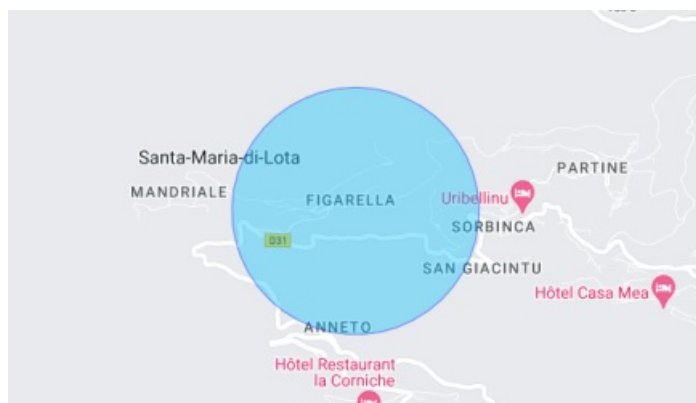 Santa-Maria-di-Lota
PARTINE
MANDRIALE
FIGARELLA
Uribellinu
SORBINCA
D31
SAN GIACINTU
Hôtel Casa Mea
ANNETO
Hôtel Restaurant
la Corniche